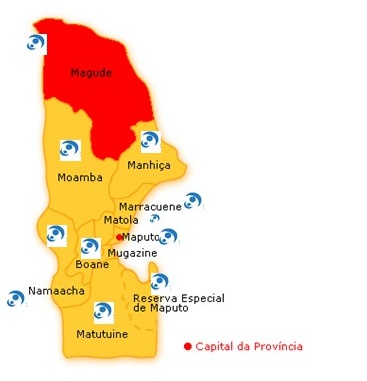 Magude
Manhiça
Moamba
Marracuene
Matola
Maputo
Mugazine
Boane
Namaacha
Reserva Especial
de Maputo
Matutuine
Capital da Província